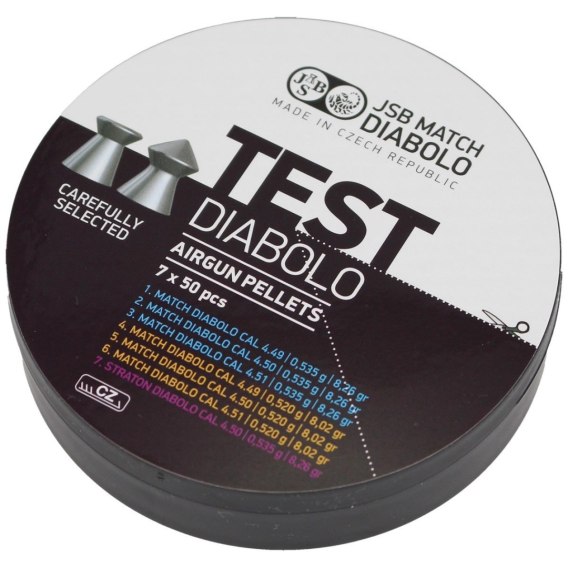 JSB
JSB MATCH
DIABOLO
MADE IN CZECH REPUBLIC
TEST
DIABOLO
AIRGUN PELLETS
7 x 50 pcs
CAREFULLY
SELECTED
1. MATCH DIABOLO CAL 4.49 | 0,535 g | 8,26 gr
2. MATCH DIABOLO CAL 4.50 | 0,535 g | 8,26 gr
3. MATCH DIABOLO CAL 4.51 | 0,535 g | 8,26 gr
4. MATCH DIABOLO CAL 4.49 | 0,520 g | 8,02 gr
5. MATCH DIABOLO CAL 4.50 | 0,520 g | 8,02 gr
6. MATCH DIABOLO CAL 4.51 | 0,520 g | 8,02 gr
7. STRATON DIABOLO CAL 4.50 | 0,535 g | 8,26 gr
CZ